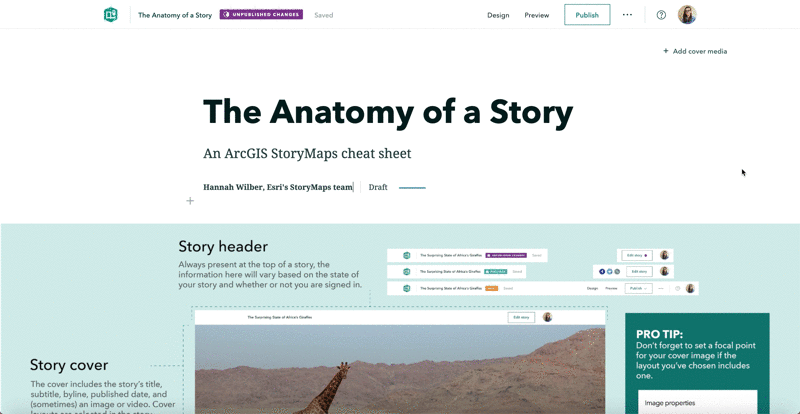 The Anatomy of a Story UNPUBLISHED CHANGES Saved Design Preview Publish
+ Add cover media
The Anatomy of a Story
An ArcGIS StoryMaps cheat sheet
Hannah Wilber, Esri's StoryMaps team Draft
Story header
Always present at the top of a story, the
information here will vary based on the state of
your story and whether or not you are signed in.
The Surprising State of Africa's Giraffes UNPUBLISHED CHANGES Saved Edit story
The Surprising State of Africa's Giraffes PUBLISHED Edit story
The Surprising State of Africa's Giraffes Saved Design Preview Publish
The Surprising State of Africa's Giraffes Edit story
Story cover
The cover includes the story's title,
subtitle, byline, published date, and
(sometimes) an image or video. Cover
layouts are selected in the story
PRO TIP:
Don't forget to set a focal point
for your cover image if the
layout you've chosen includes
one.
Image properties